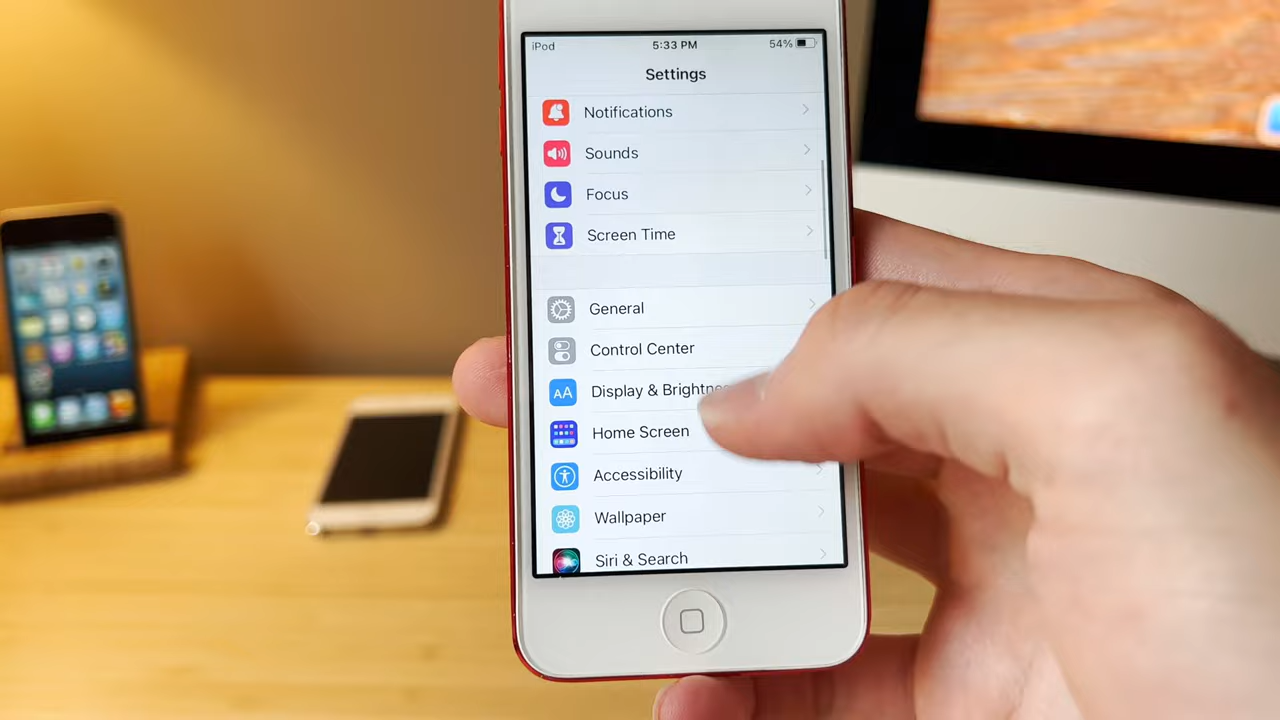 iPod 5:33 PM 54%
Settings
Notifications
Sounds
Focus
Screen Time
General
Control Center
AA Display & Brightne
Home Screen
Accessibility
Wallpaper
Siri & Search